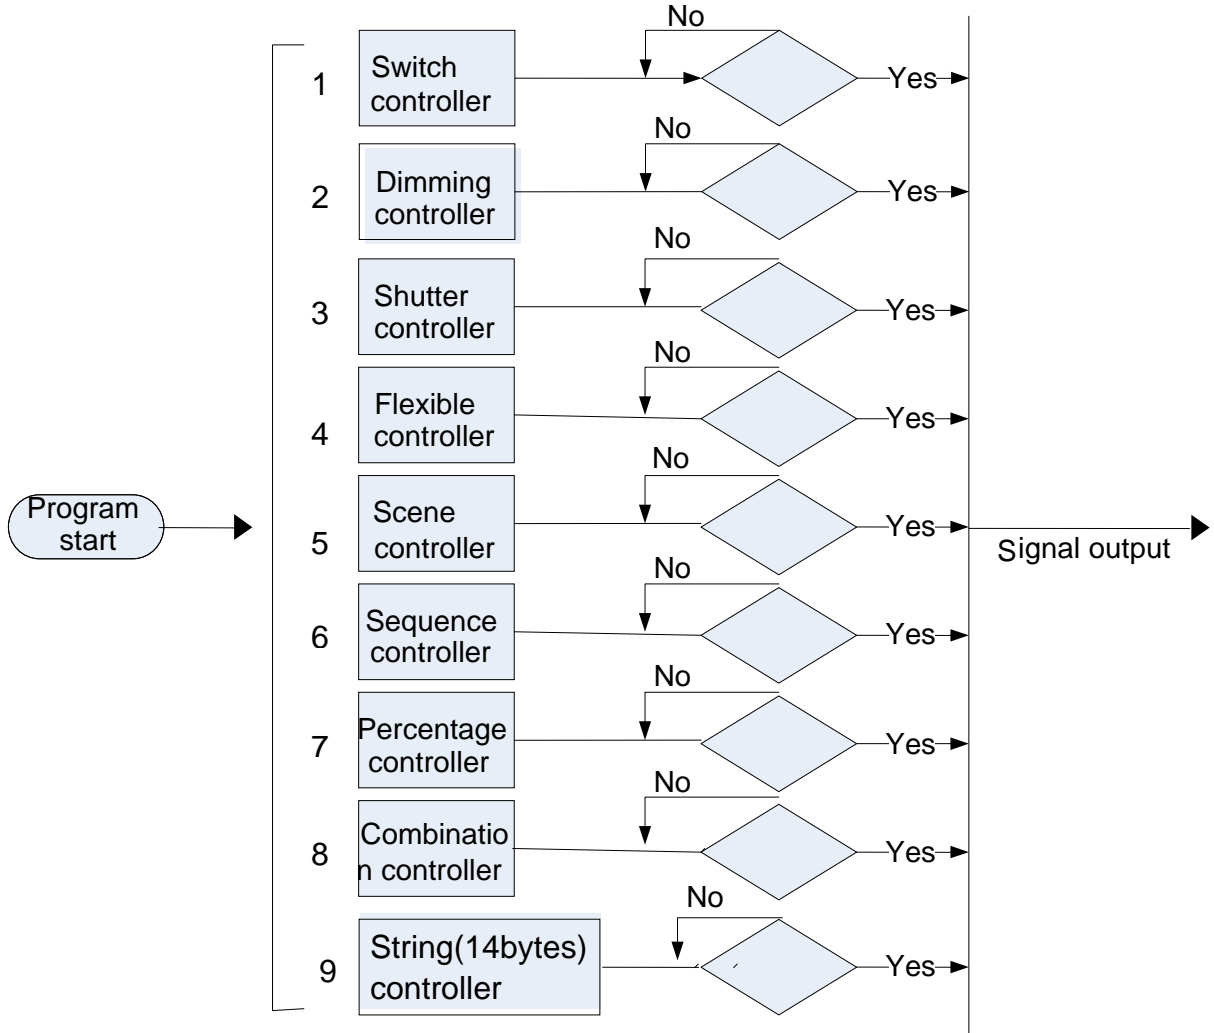 No
1
Switch
controller
Yes
No
2
Dimming
controller
Yes
No
3
Shutter
controller
Yes
No
4
Flexible
controller
Yes
No
Program
start
5
Scene
controller
Yes
Signal output
No
6
Sequence
controller
Yes
No
7
Percentage
controller
Yes
No
8
Combinatio
n controller
Yes
No
9
String(14bytes)
controller
Yes